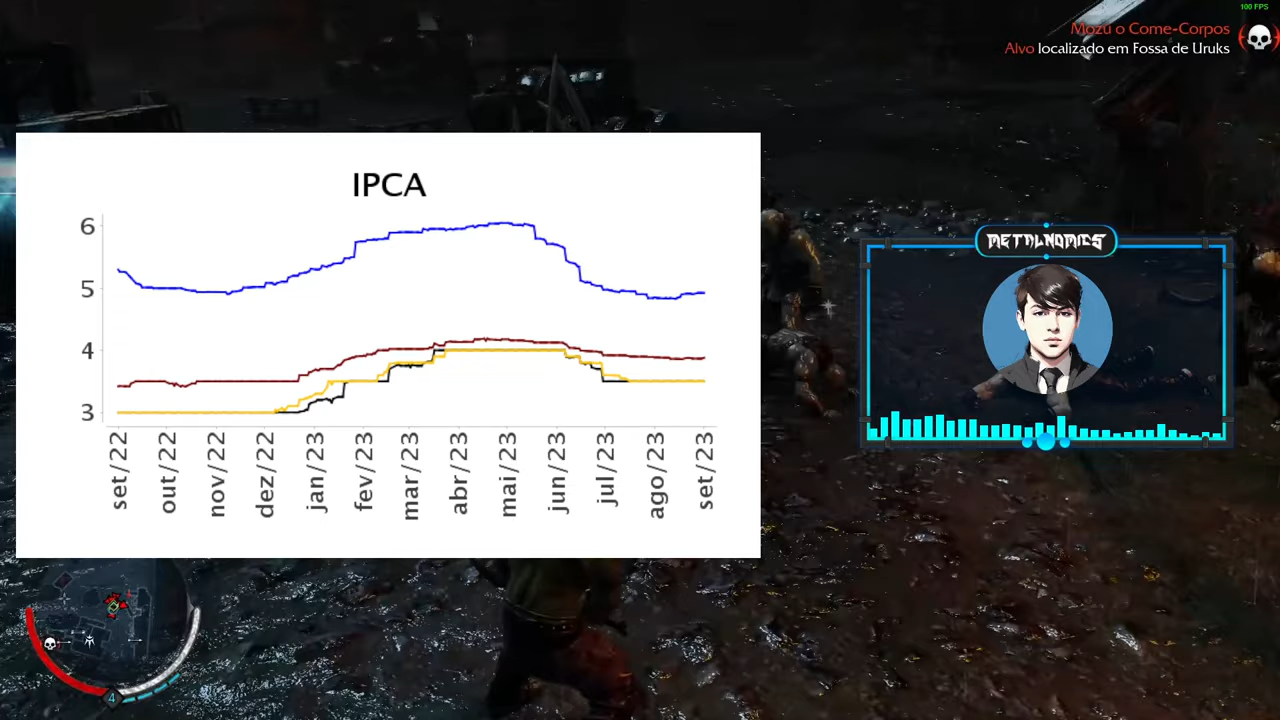 100 FPS
Mozu o Come-Corpos
Alvo localizado em Fossa de Uruks
IPCA
6
5
4
3
set/22
out/22
nov/22
dez/22
jan/23
fev/23
mar/23
abr/23
mai/23
jun/23
jul/23
ago/23
set/23
METALNOMICS
4